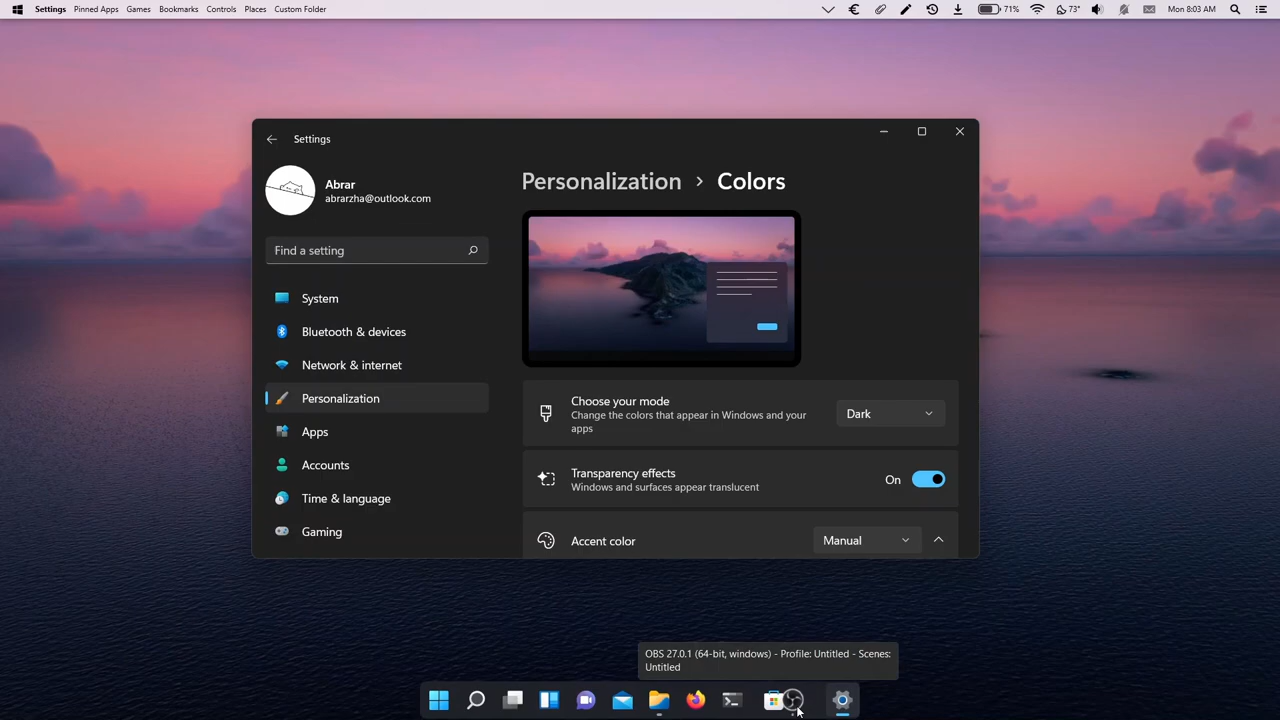 Settings Pinned Apps Games Bookmarks Controls Places Custom Folder 71% 73° Mon 8:03 AM
Settings
Abrar
abrarzha@outlook.com
Find a setting
System
Bluetooth & devices
Network & internet
Personalization
Apps
Accounts
Time & language
Gaming
Personalization > Colors
Choose your mode
Change the colors that appear in Windows and your
apps
Dark
Transparency effects
Windows and surfaces appear translucent
On
Accent color
Manual
OBS 27.0.1 (64-bit, windows) - Profile: Untitled - Scenes:
Untitled